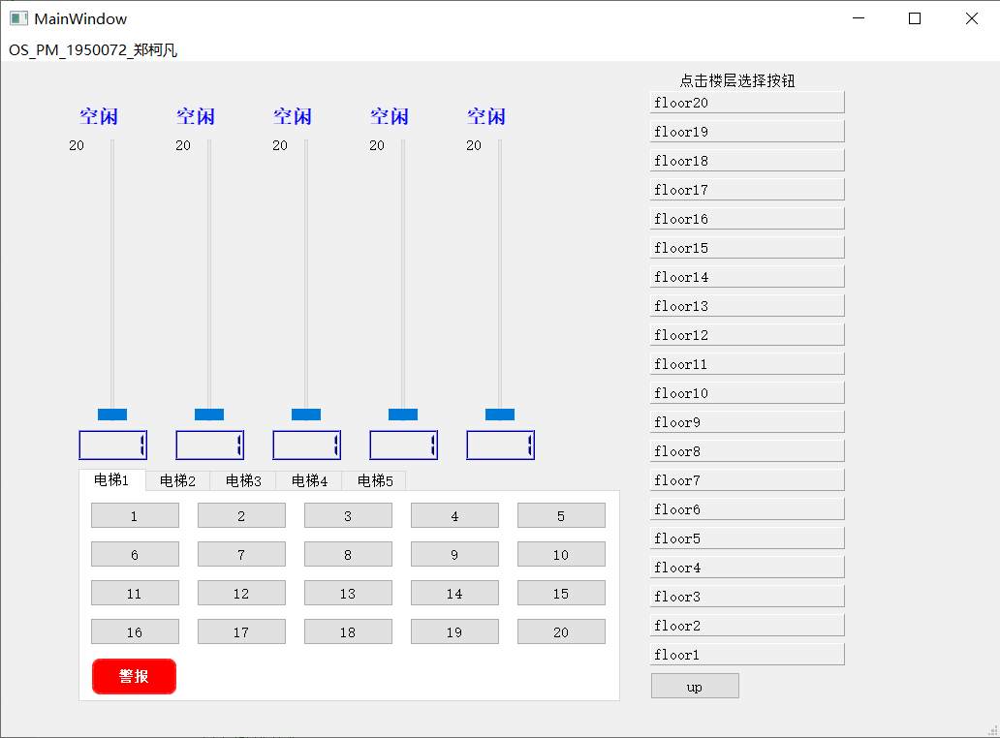 MainWindow
OS_PM_1950072_郑柯凡
空闲 空闲 空闲 空闲 空闲
20 20 20 20 20
1 1 1 1 1
电梯1 电梯2 电梯3 电梯4 电梯5
1 2 3 4 5
6 7 8 9 10
11 12 13 14 15
16 17 18 19 20
警报
点击楼层选择按钮
floor20
floor19
floor18
floor17
floor16
floor15
floor14
floor13
floor12
floor11
floor10
floor9
floor8
floor7
floor6
floor5
floor4
floor3
floor2
floor1
up